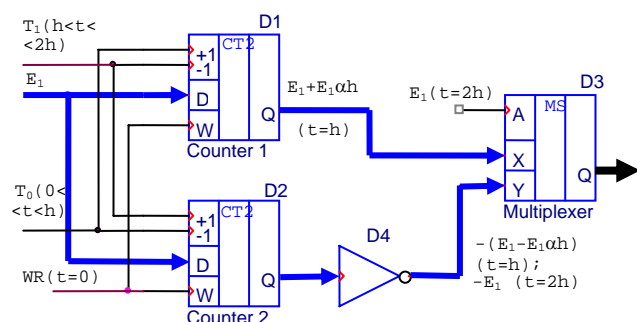 T₁(h<t<
<2h)
E₁
D1
CT2
+1
-1
D
Q
W
Counter 1
E₁+E₁αh
(t=h)
E₁(t=2h)
D3
MS
A
X
Y
Q
Multiplexer
T₀(0<
<t<h)
WR(t=0)
D2
CT2
+1
-1
D
Q
W
Counter 2
D4
-(E₁-E₁αh)
(t=h);
-E₁ (t=2h)